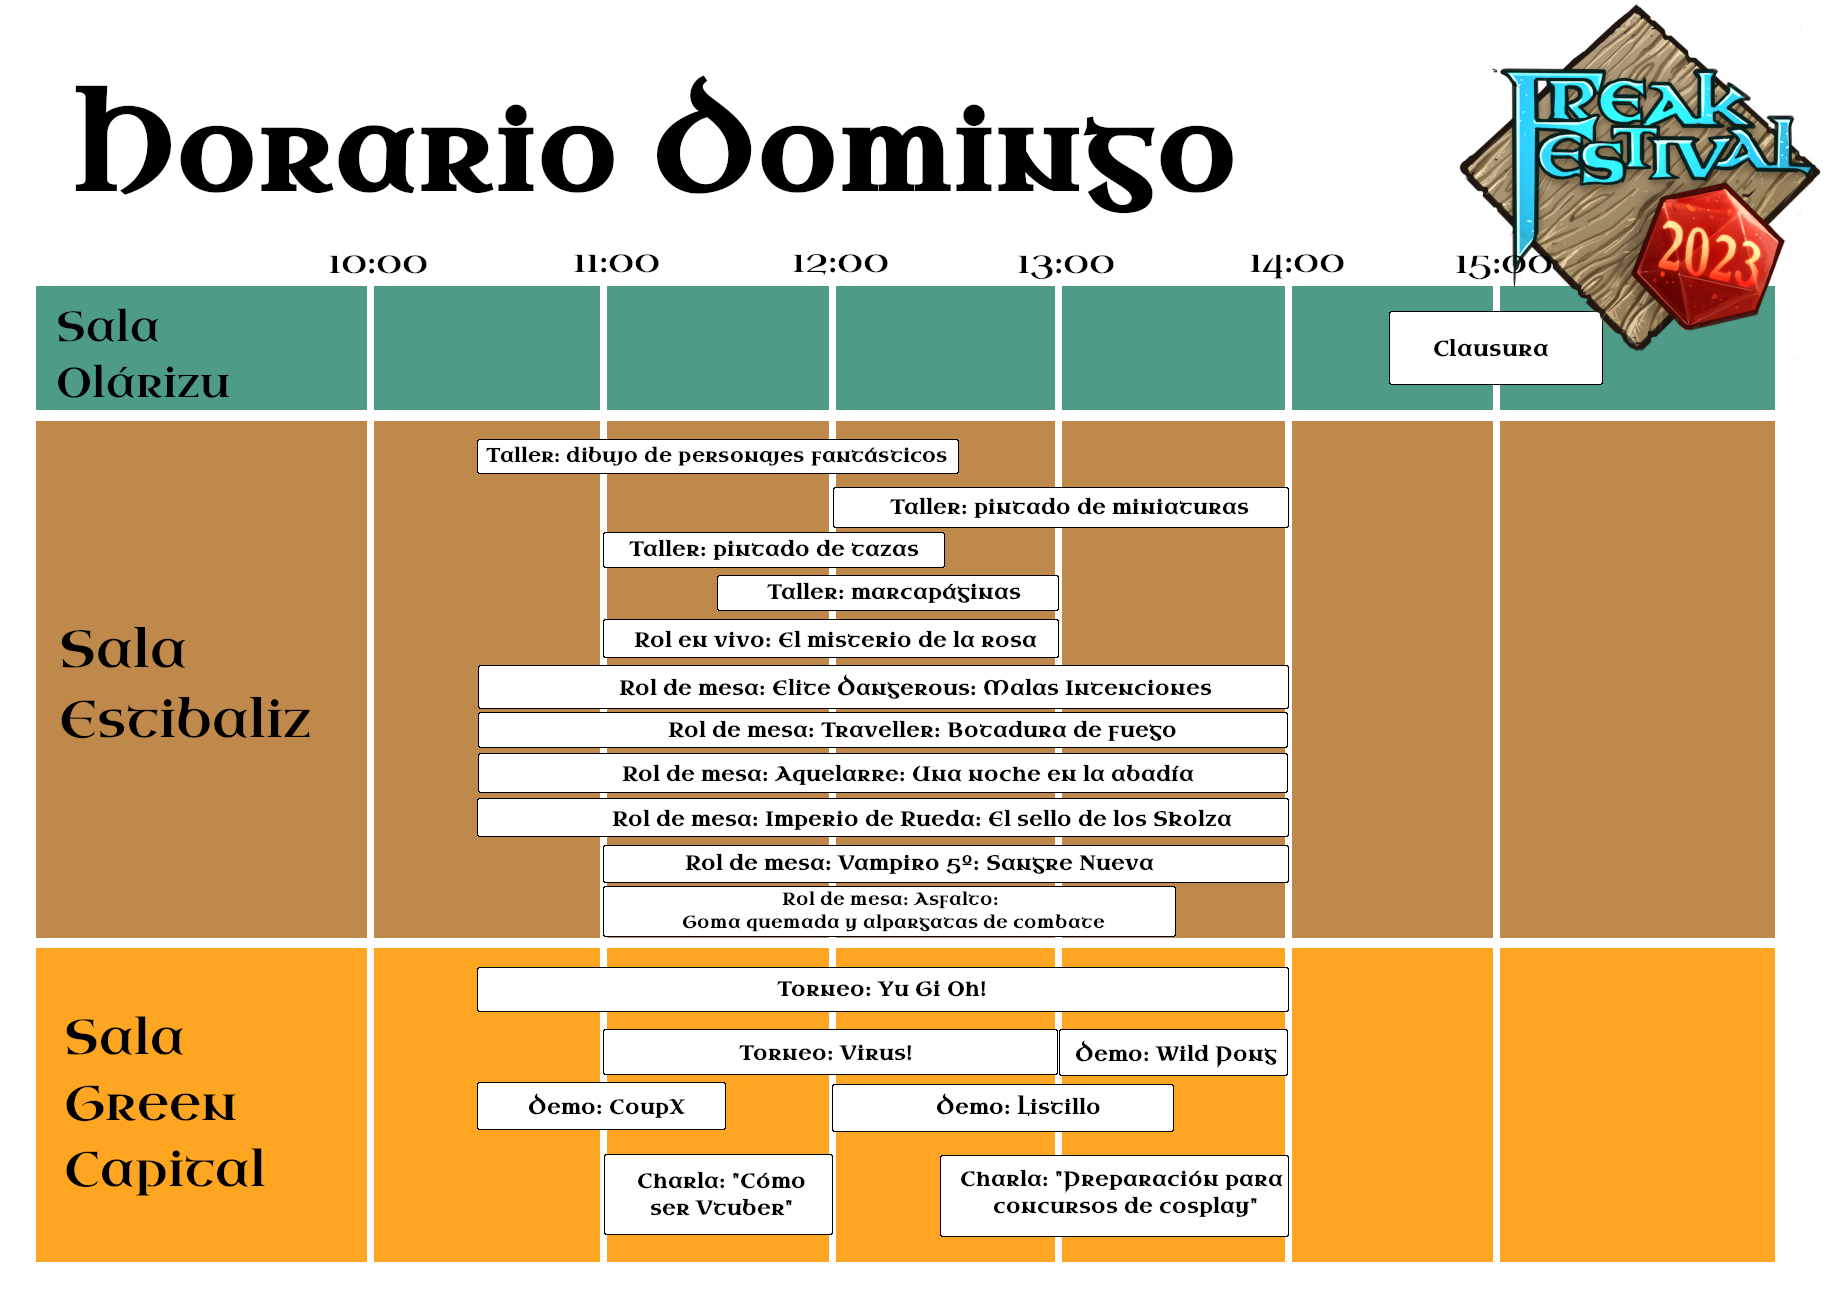 Horario Domingo
FREAK
FESTIVAL
2023
10:00 11:00 12:00 13:00 14:00 15:00
Sala
Olárizu
Clausura
Sala
Estibaliz
Taller: dibujo de personajes fantásticos
Taller: pintado de miniaturas
Taller: pintado de tazas
Taller: marcapáginas
Rol en vivo: El misterio de la rosa
Rol de mesa: Elite Dangerous: Malas Intenciones
Rol de mesa: Traveller: Botadura de fuego
Rol de mesa: Aquelarre: Una noche en la abadía
Rol de mesa: Imperio de Rueda: El sello de los Skolza
Rol de mesa: Vampiro 5º: Sangre Nueva
Rol de mesa: Asfalto:
Goma quemada y alpargatas de combate
Sala
Green
Capital
Torneo: Yu Gi Oh!
Torneo: Virus!
Demo: Wild Pong
Demo: CoupX
Demo: Listillo
Charla: "Cómo
ser Vtuber"
Charla: "Preparación para
concursos de cosplay"